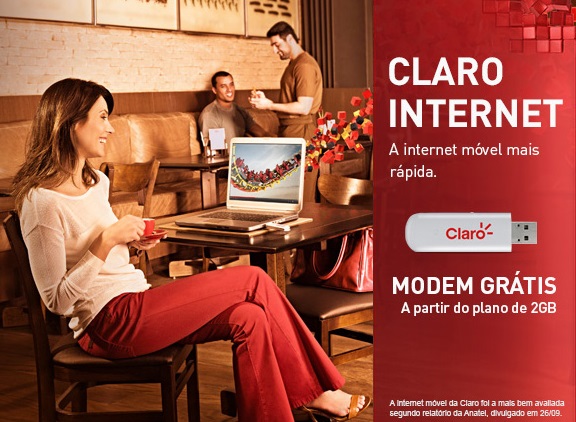 CLARO
INTERNET
A internet móvel mais
rápida.
Claro
MODEM GRÁTIS
A partir do plano de 2GB
A Internet móvel da Claro foi a mais bem avaliada
segundo relatório da Anatel, divulgado em 26/09.